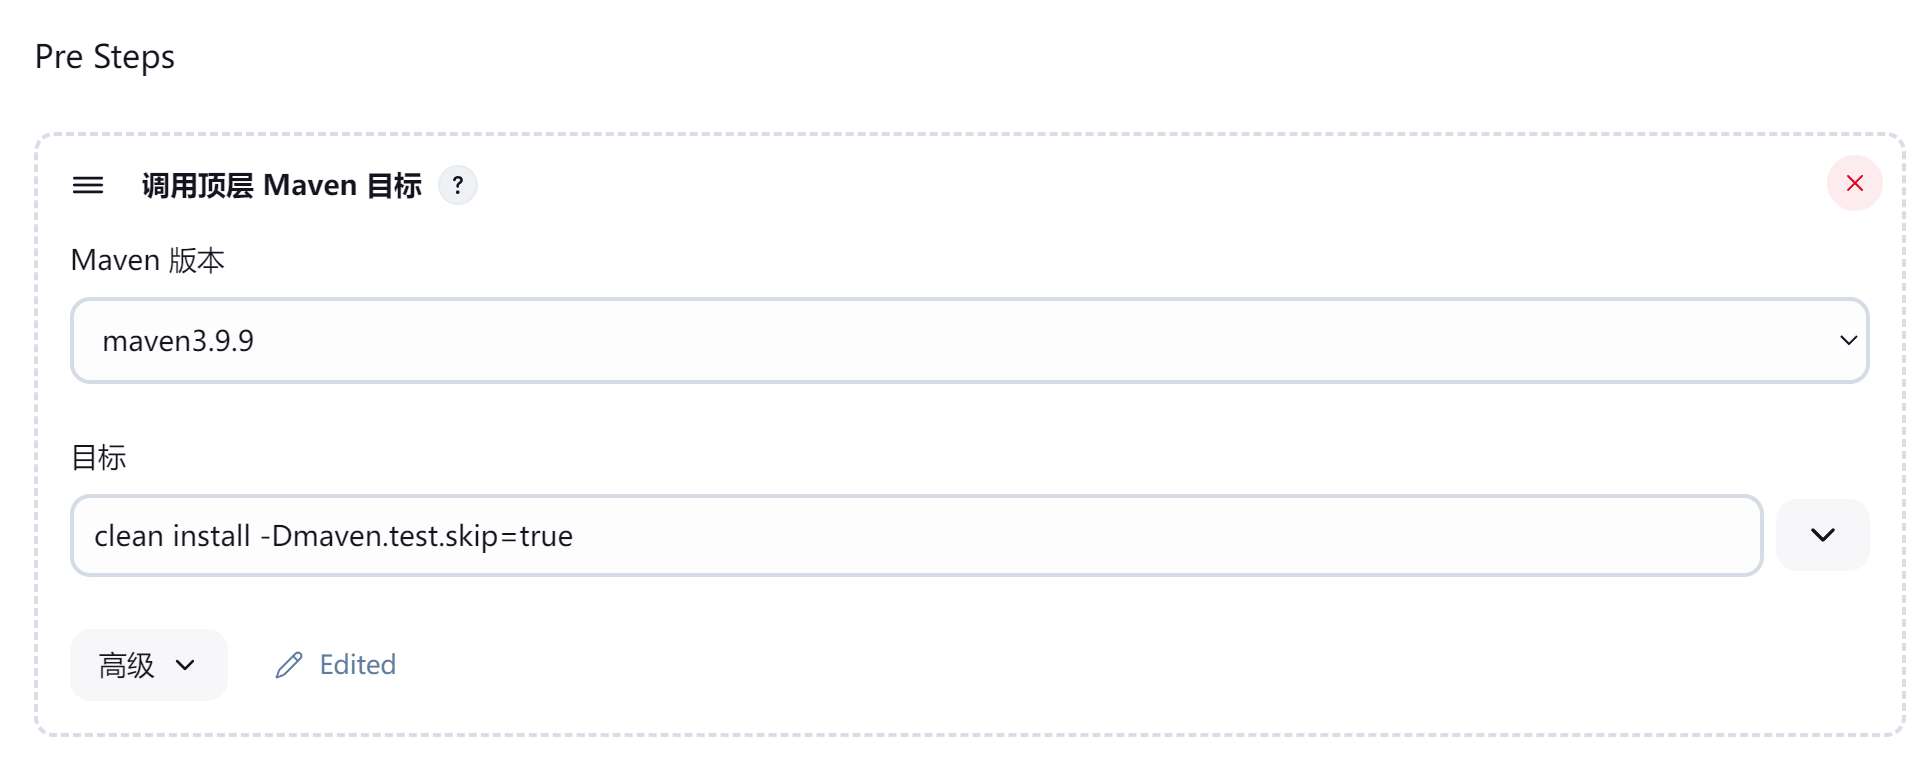 Pre Steps
调用顶层 Maven 目标 ?
Maven 版本
maven3.9.9
目标
clean install -Dmaven.test.skip=true
高级 Edited